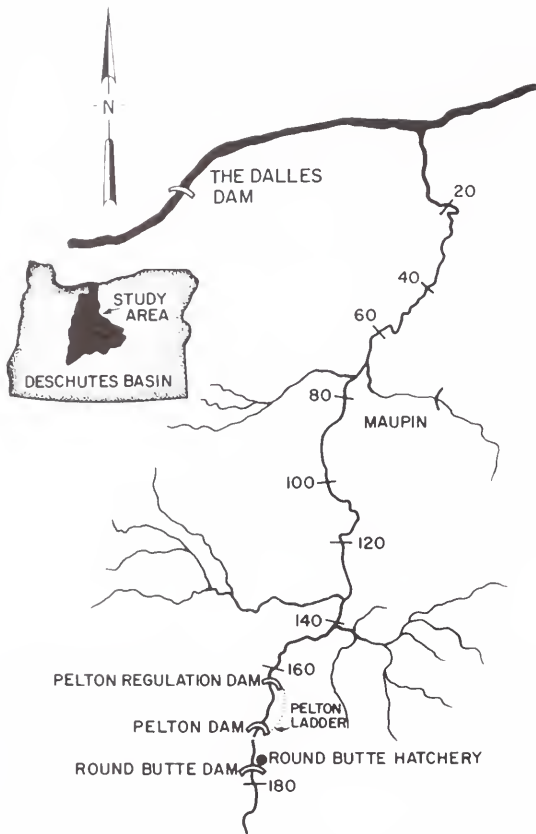 N
THE DALLES
DAM
20
STUDY
AREA
DESCHUTES BASIN
40
60
80
MAUPIN
100
120
140
160
PELTON REGULATION DAM
PELTON
LADDER
PELTON DAM
ROUND BUTTE HATCHERY
ROUND BUTTE DAM
180